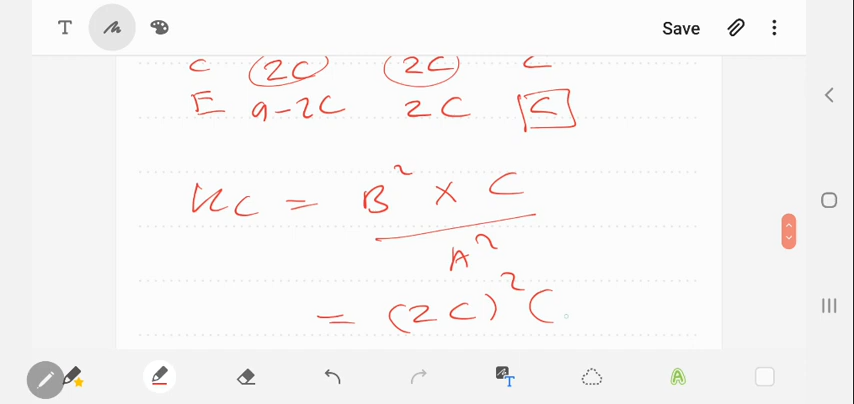 T Save
C 2C 2C C
E a-2C 2C C
KC = B² × C
A²
= (2C)² (